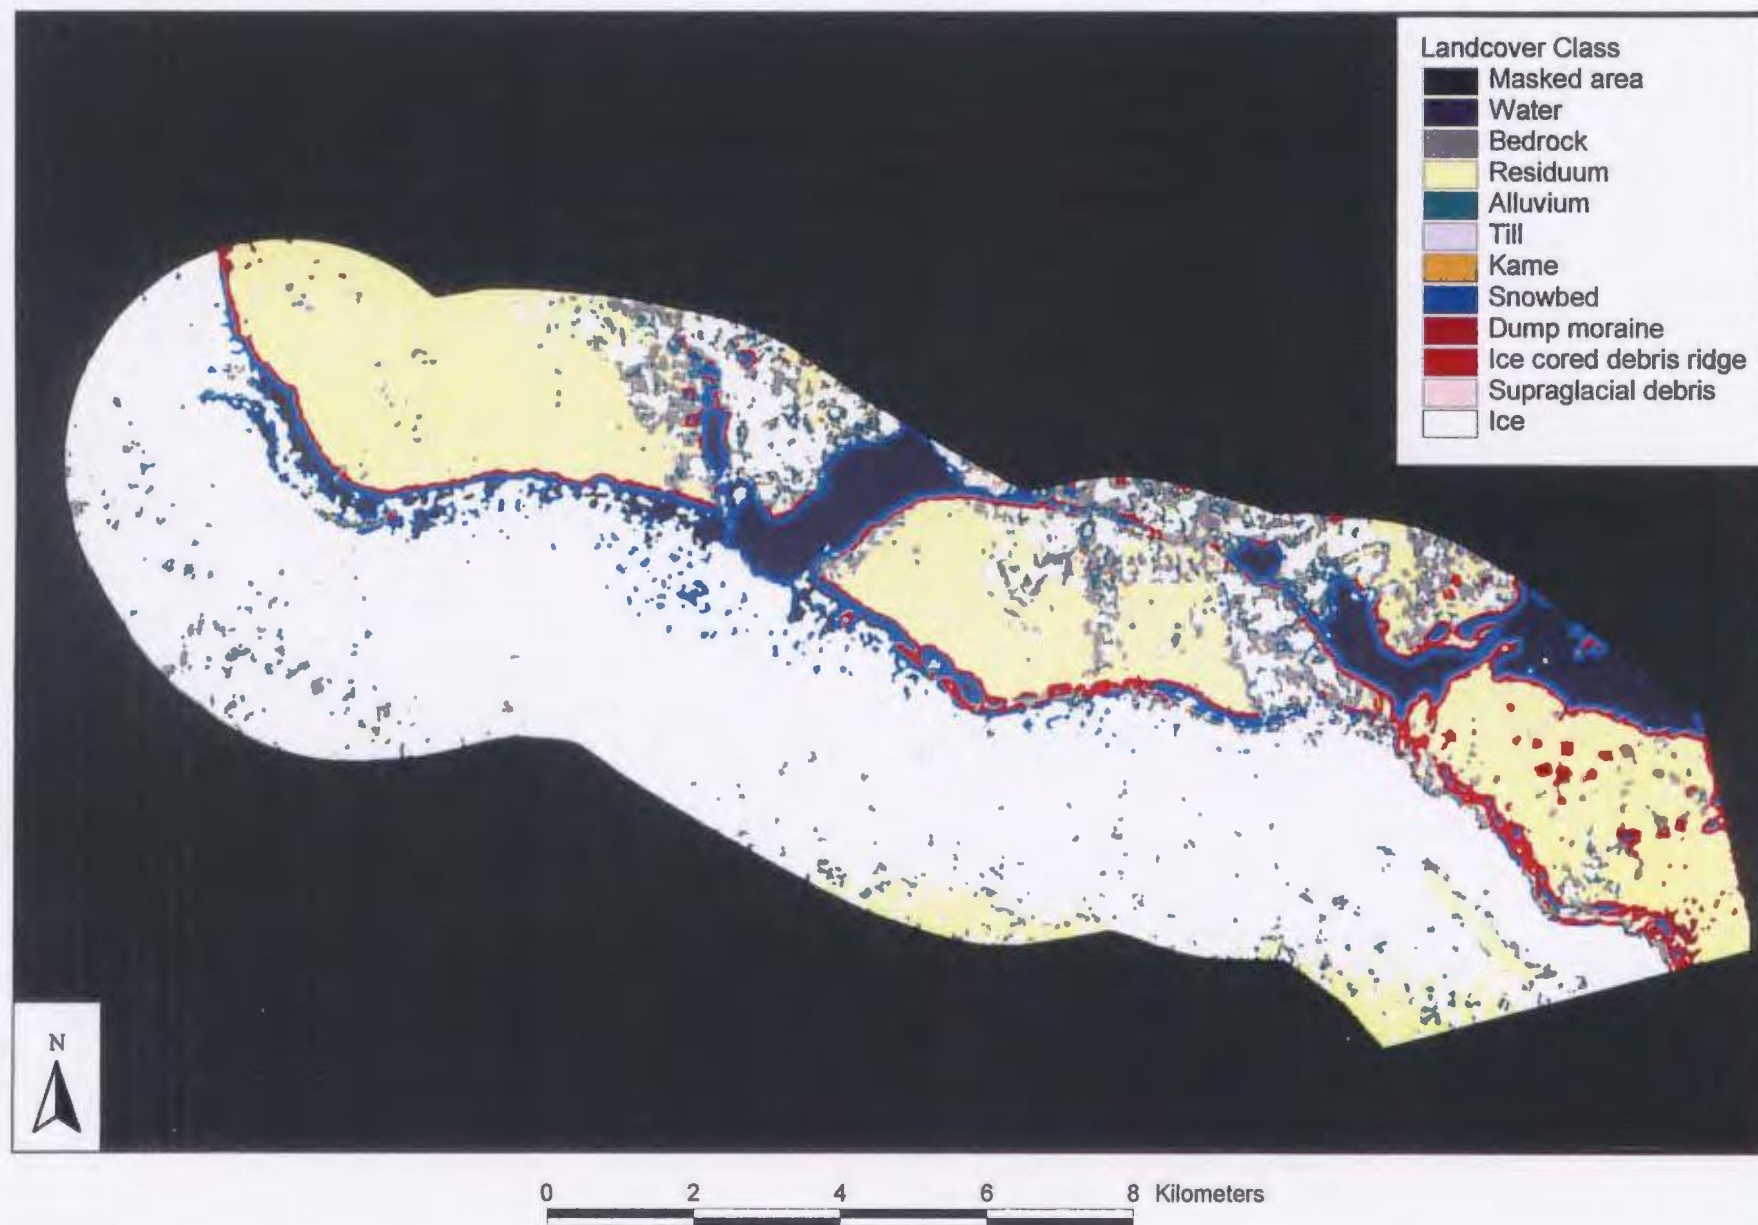 Landcover Class
Masked area
Water
Bedrock
Residuum
Alluvium
Till
Kame
Snowbed
Dump moraine
Ice cored debris ridge
Supraglacial debris
Ice
N
0 2 4 6 8 Kilometers